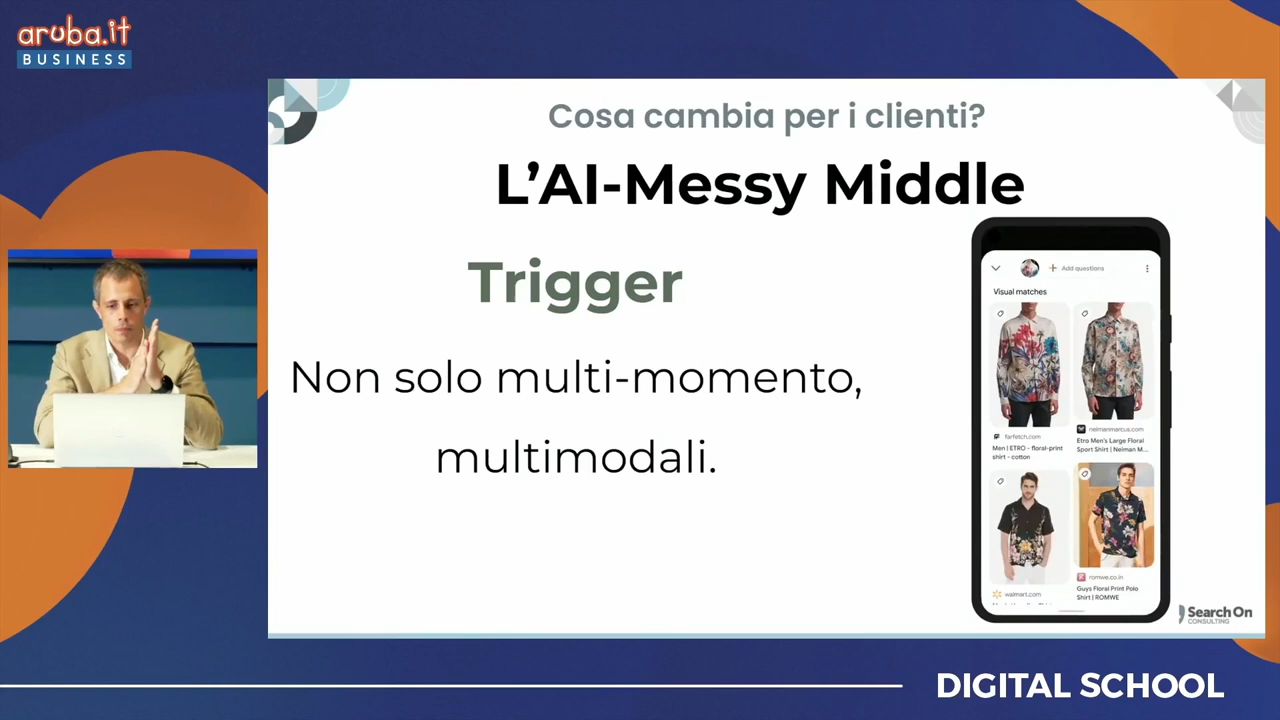 aruba.it
BUSINESS
Cosa cambia per i clienti?
L'AI-Messy Middle
Trigger
Non solo multi-momento,
multimodali.
Add questions
Visual matches
farfetch.com
Men | ETRO - floral-print
shirt - cotton
neimanmarcus.com
Etro Men's Large Floral
Sport Shirt | Neiman M...
walmart.com
romwe.co.in
Guys Floral Print Polo
Shirt | ROMWE
Search On
CONSULTING
DIGITAL SCHOOL